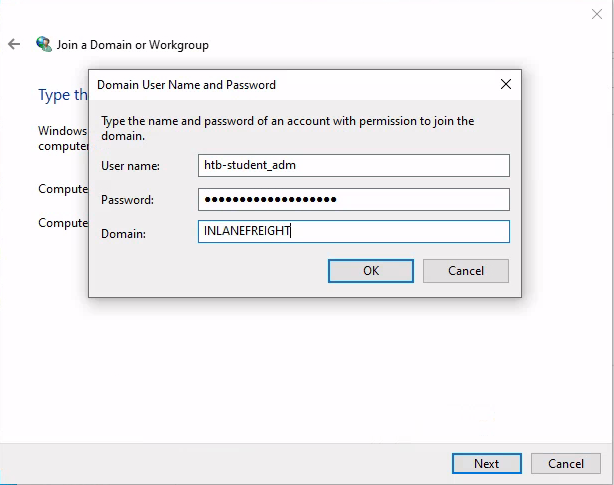 Join a Domain or Workgroup
Type th
Domain User Name and Password
Windows
compute
Type the name and password of an account with permission to join the
domain.
User name: htb-student_adm
Compute
Password: ●●●●●●●●●●●●●●●●●●●
Compute
Domain: INLANEFREIGHT
OK Cancel
Next Cancel